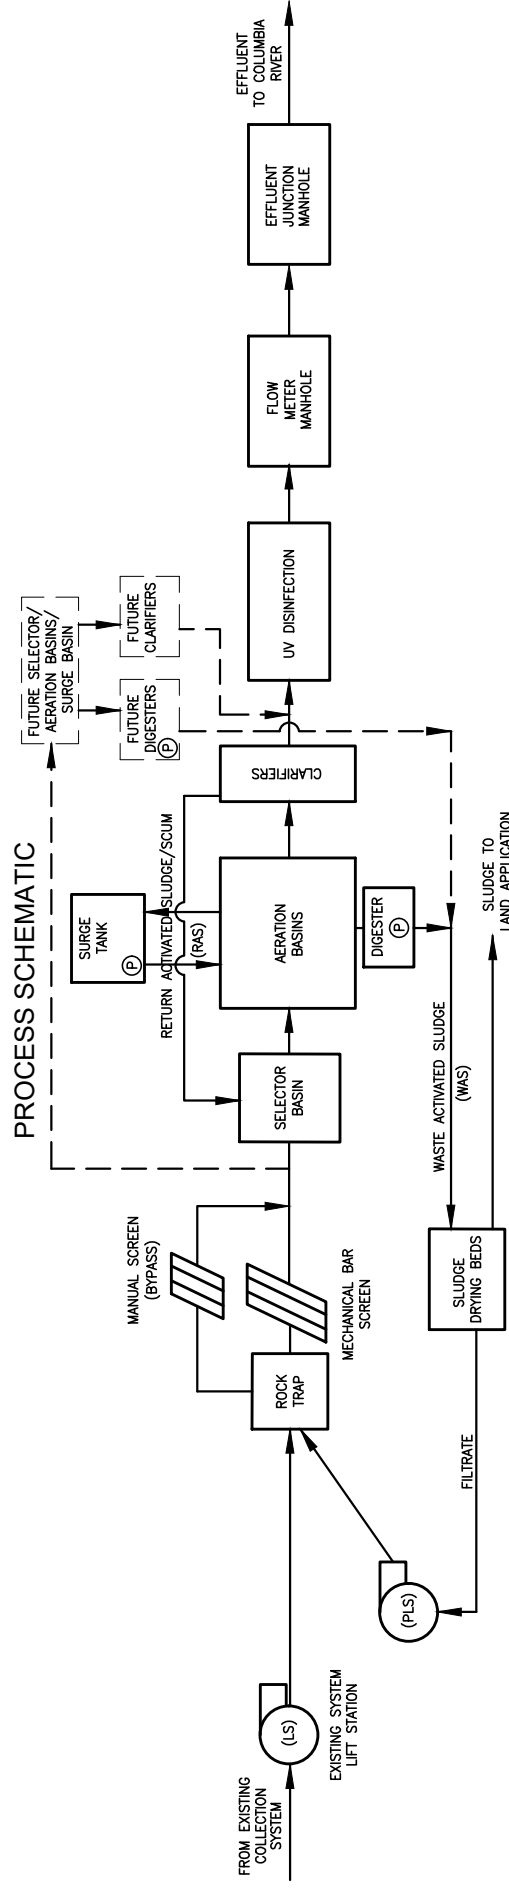 PROCESS SCHEMATIC
FROM EXISTING
COLLECTION
SYSTEM
(LS)
EXISTING SYSTEM
LIFT STATION
(PLS)
FILTRATE
ROCK
TRAP
MANUAL SCREEN
(BYPASS)
MECHANICAL BAR
SCREEN
SELECTOR
BASIN
RETURN ACTIVATED SLUDGE/SCUM
(RAS)
SURGE
TANK
P
AERATION
BASINS
DIGESTER
P
CLARIFIERS
FUTURE SELECTOR/
AERATION BASINS/
SURGE BASIN
FUTURE
DIGESTERS
P
FUTURE
CLARIFIERS
WASTE ACTIVATED SLUDGE
(WAS)
SLUDGE
DRYING BEDS
SLUDGE TO
LAND APPLICATION
UV DISINFECTION
FLOW
METER
MANHOLE
EFFLUENT
JUNCTION
MANHOLE
EFFLUENT
TO COLUMBIA
RIVER